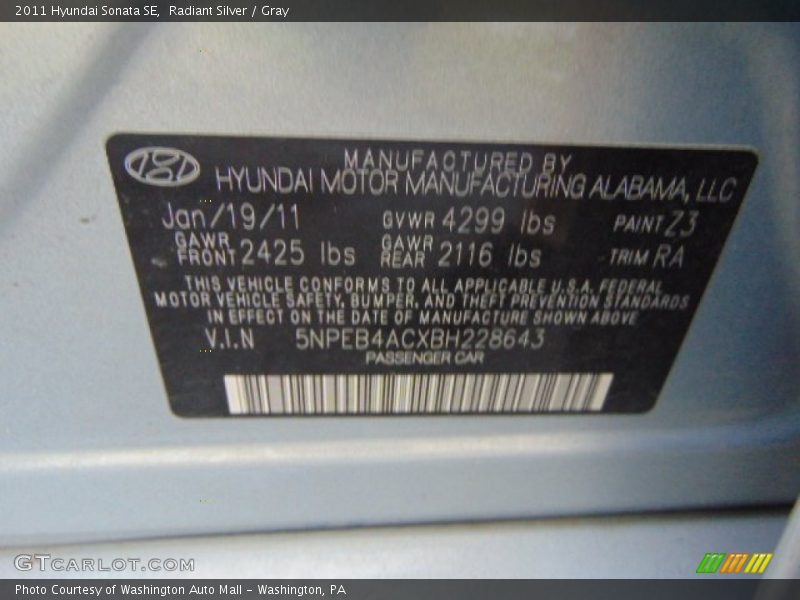 2011 Hyundai Sonata SE, Radiant Silver / Gray
MANUFACTURED BY
HYUNDAI MOTOR MANUFACTURING ALABAMA, LLC
Jan/19/11 GVWR 4299 lbs PAINT Z3
GAWR FRONT 2425 lbs GAWR REAR 2116 lbs TRIM RA
THIS VEHICLE CONFORMS TO ALL APPLICABLE U.S.A. FEDERAL
MOTOR VEHICLE SAFETY, BUMPER, AND THEFT PREVENTION STANDARDS
IN EFFECT ON THE DATE OF MANUFACTURE SHOWN ABOVE
V.I.N 5NPEB4ACXBH228643
PASSENGER CAR
GTCARLOT.COM
Photo Courtesy of Washington Auto Mall - Washington, PA